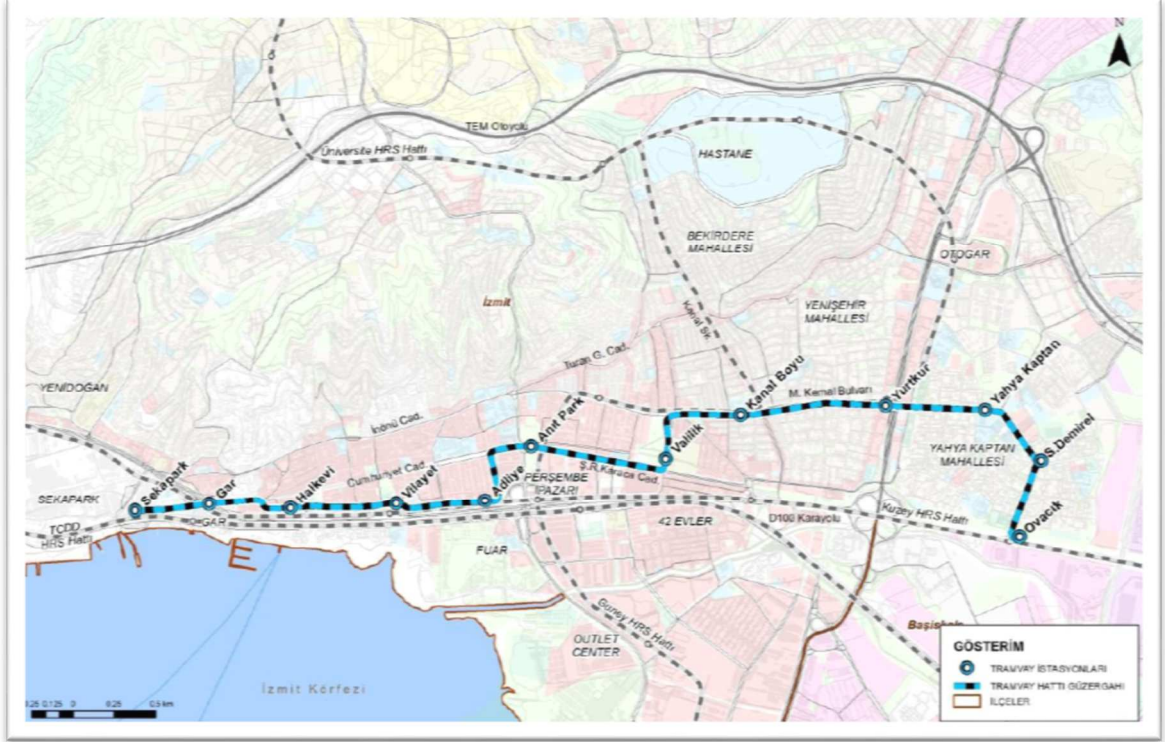 N
TEM Otoyolu
Üniversite HRS Hattı
HASTANE
BEKİRDERE
MAHALLESİ
OTOGAR
İzmit
YENİŞEHİR
MAHALLESİ
Kanal Sk.
Turan G. Cad.
YENİDOĞAN
Kanal Boyu
M. Kemal Bulvarı
Yurtkur
Yahya Kaptan
İnönü Cad.
Anıt Park
Valilik
S.Demirel
YAHYA KAPTAN
MAHALLESİ
Cumhuriyet Cad.
Ş.R.Karaca Cad.
SEKAPARK
Sekapark
Gar
Halkevi
Vilayet
Adliye
PERŞEMBE
PAZARI
GAR
TCDD
HRS Hattı
42 EVLER
D100 Karayolu
Kuzey HRS Hattı
Ovacık
FUAR
Güney HRS Hattı
OUTLET
CENTER
İzmit Körfezi
GÖSTERİM
TRAMVAY İSTASYONLARI
TRAMVAY HATTI GÜZERGAHI
İLÇELER
0.125 0 0.25 0.5 km